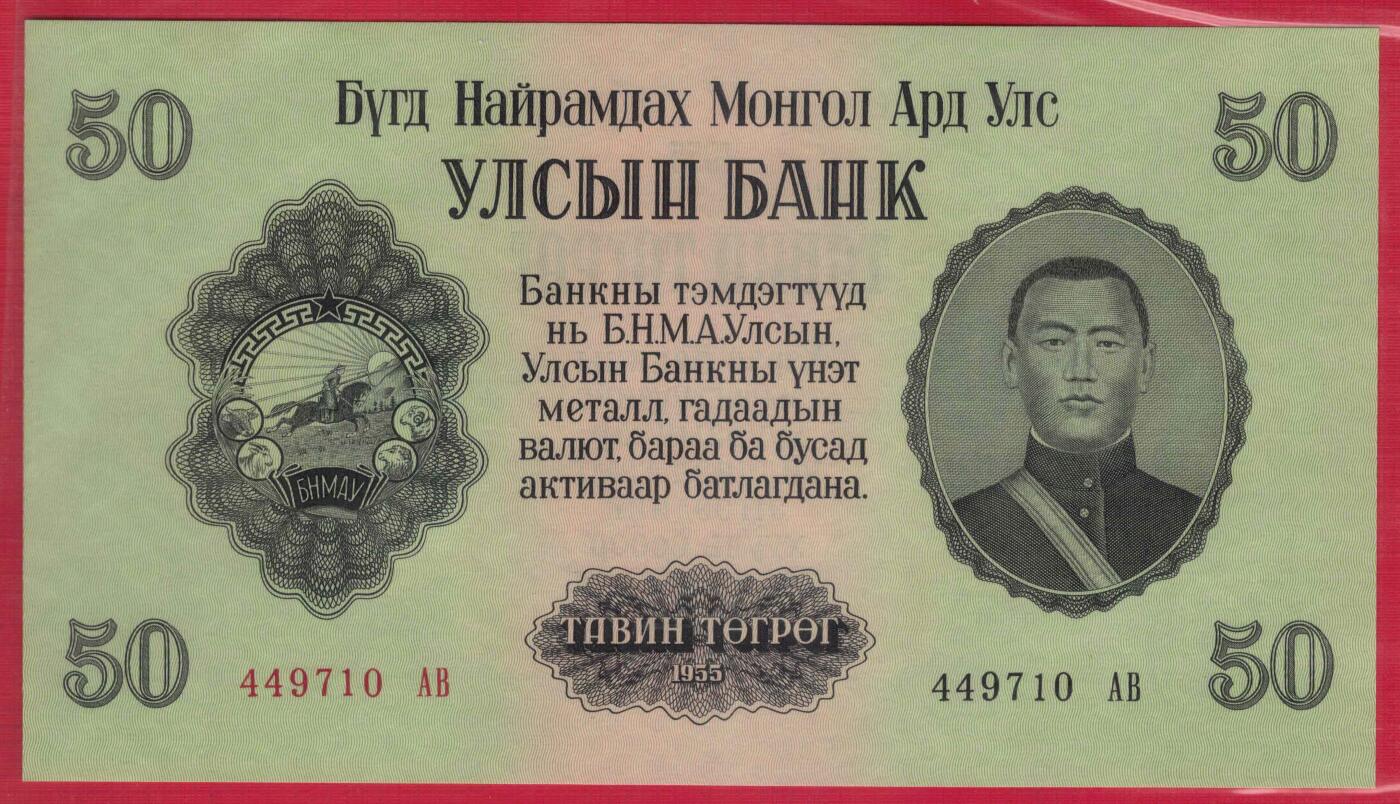 50
50
Бүгд Найрамдах Монгол Ард Улс
УЛСЫН БАНК
Банкны тэмдэгтүүд
нь Б.Н.М.А.Улсын,
Улсын Банкны үнэт
металл, гадаадын
валют, бараа ба бусад
активаар батлагдана.
БНМАУ
ТАВИН ТӨГРӨГ
1955
50
449710 АВ
449710 АВ
50